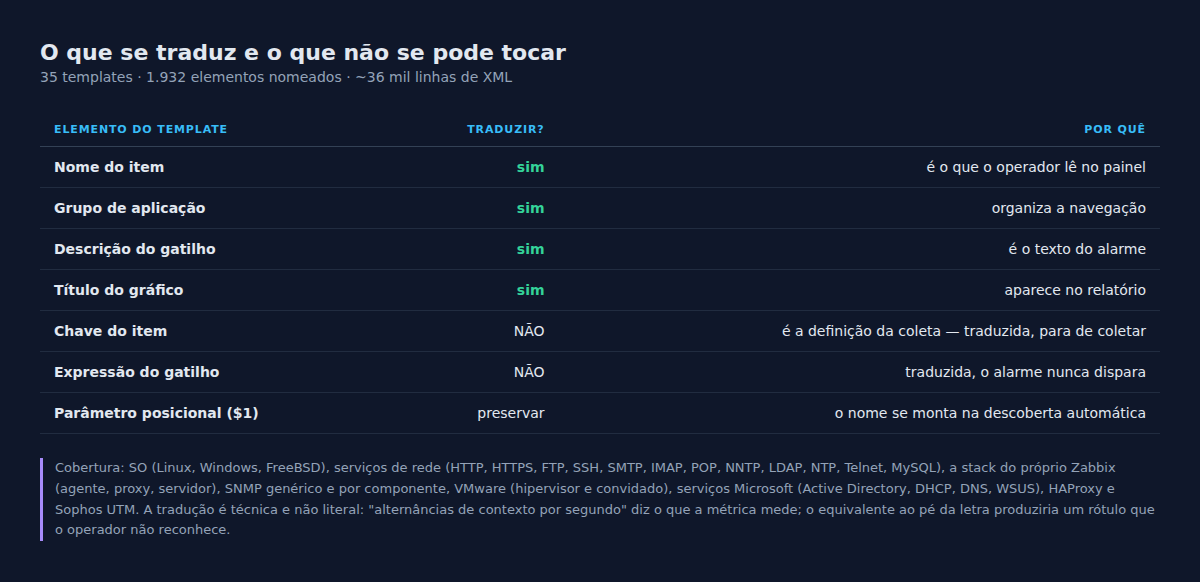 O que se traduz e o que não se pode tocar
35 templates · 1.932 elementos nomeados · ~36 mil linhas de XML
ELEMENTO DO TEMPLATE TRADUZIR? POR QUÊ
Nome do item sim é o que o operador lê no painel
Grupo de aplicação sim organiza a navegação
Descrição do gatilho sim é o texto do alarme
Título do gráfico sim aparece no relatório
Chave do item NÃO é a definição da coleta — traduzida, para de coletar
Expressão do gatilho NÃO traduzida, o alarme nunca dispara
Parâmetro posicional ($1) preservar o nome se monta na descoberta automática
Cobertura: SO (Linux, Windows, FreeBSD), serviços de rede (HTTP, HTTPS, FTP, SSH, SMTP, IMAP, POP, NNTP, LDAP, NTP, Telnet, MySQL), a stack do próprio Zabbix
(agente, proxy, servidor), SNMP genérico e por componente, VMware (hipervisor e convidado), serviços Microsoft (Active Directory, DHCP, DNS, WSUS), HAProxy e
Sophos UTM. A tradução é técnica e não literal: "alternâncias de contexto por segundo" diz o que a métrica mede; o equivalente ao pé da letra produziria um rótulo que
o operador não reconhece.